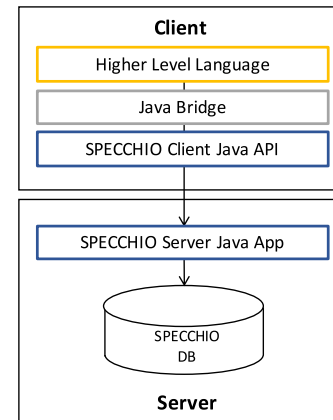 Client
Higher Level Language
Java Bridge
SPECCHIO Client Java API
SPECCHIO Server Java App
SPECCHIO
DB
Server